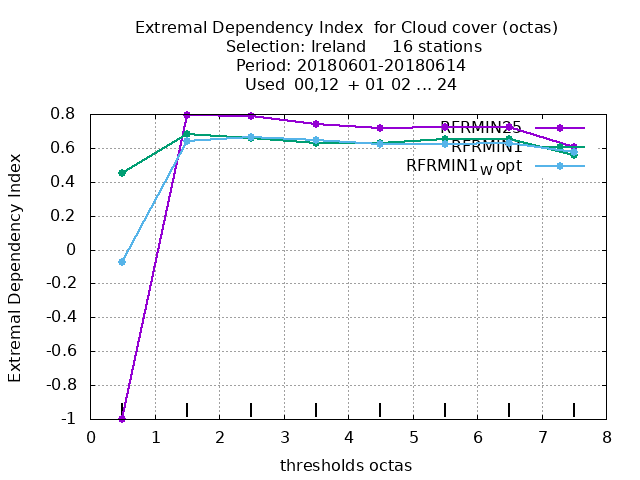 Extremal Dependency Index  for Cloud cover (octas)
Selection: Ireland     16 stations
Period: 20180601-20180614
Used  00,12  + 01 02 ... 24
RFRMIN25
RFRMIN1
RFRMIN1W opt
Extremal Dependency Index
0.8
0.6
0.4
0.2
0
-0.2
-0.4
-0.6
-0.8
-1
0 1 2 3 4 5 6 7 8
thresholds octas